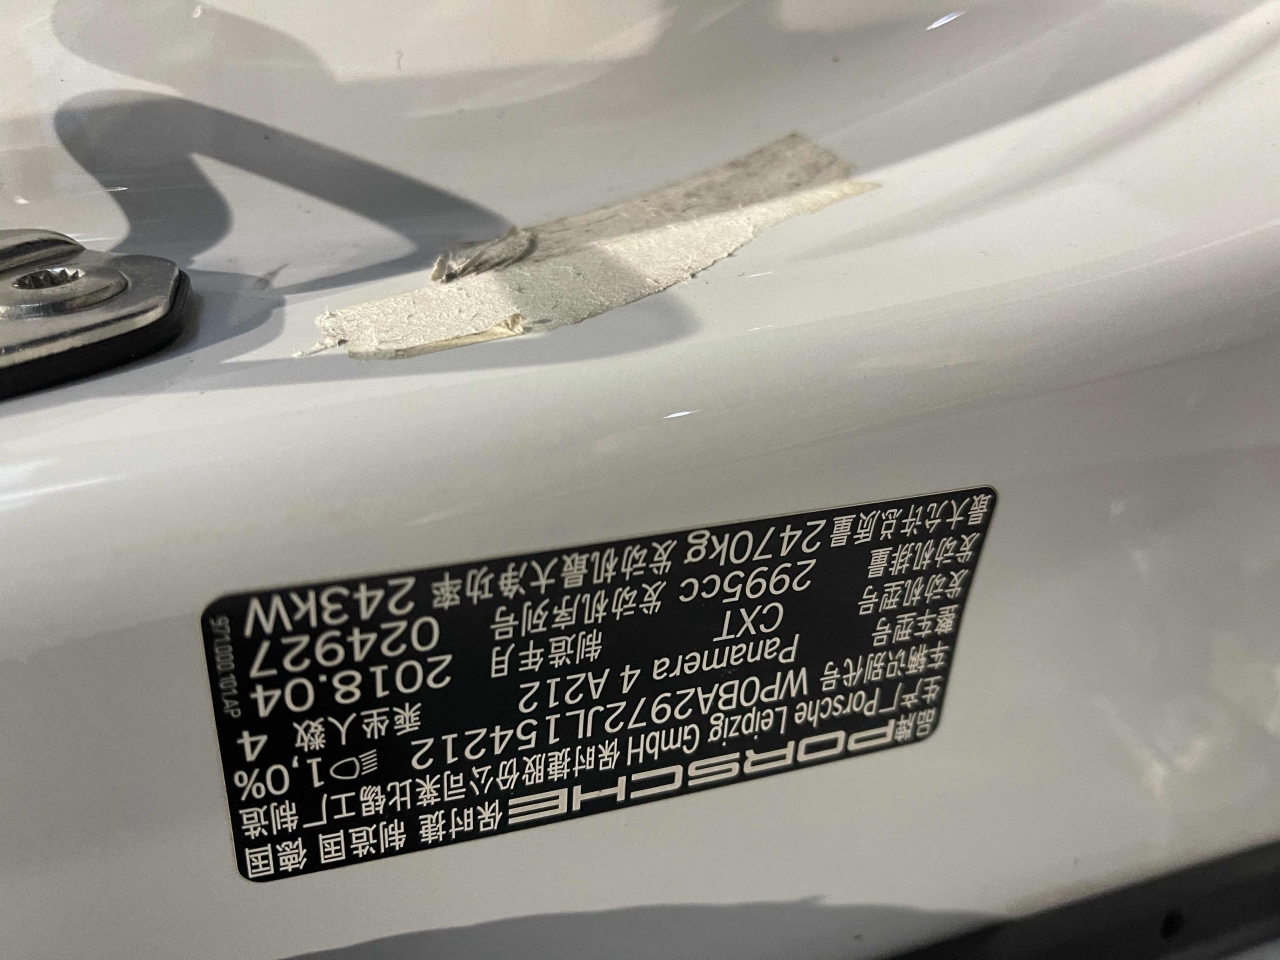 品牌 PORSCHE 保时捷 制造国 德国
生产厂 Porsche Leipzig GmbH 保时捷股份公司莱比锡工厂 制造
车辆识别代号 WP0BA2972JL154212 1,0%
整车型号 Panamera 4 A212 乘坐人数 4
发动机型号 CXT 制造年月 2018.04
发动机排量 2995cc 发动机序列号 024927
最大允许总质量 2470kg 发动机最大净功率 243kW
971.000.101.AP